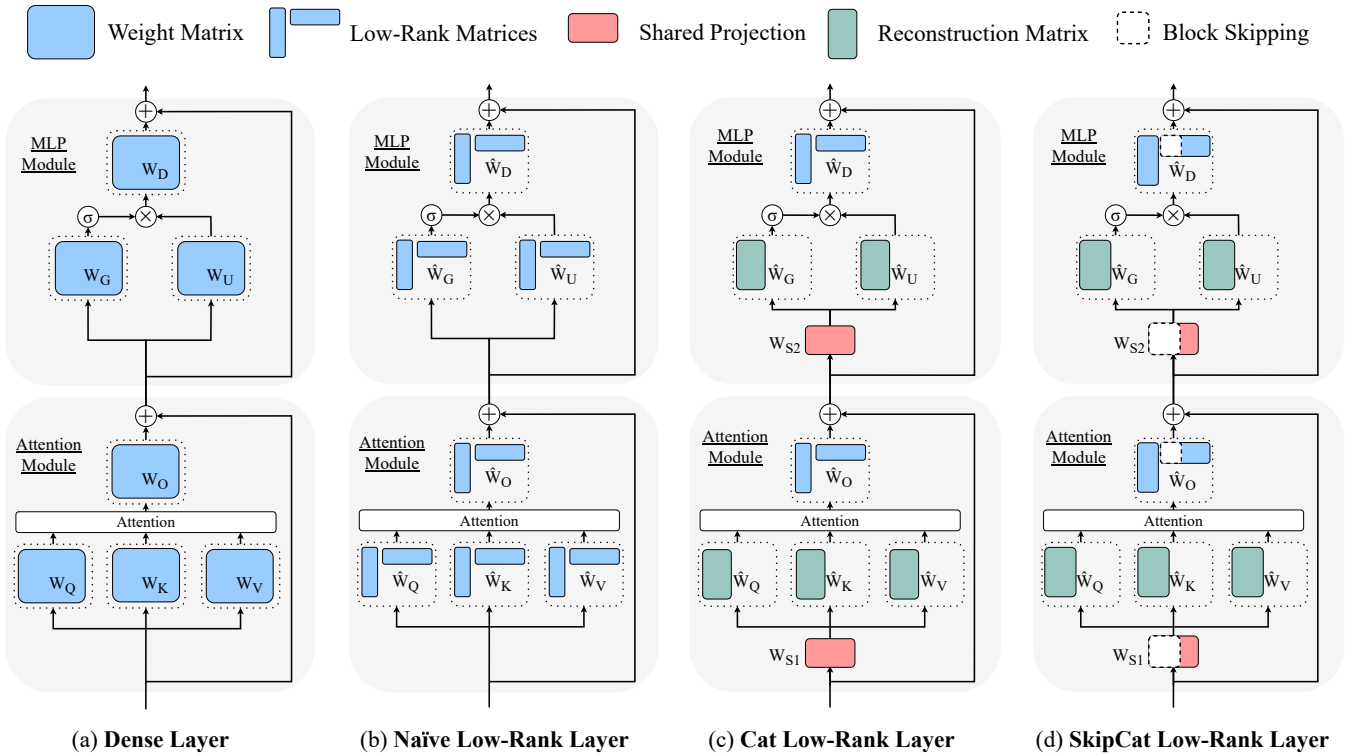 Weight Matrix
Low-Rank Matrices
Shared Projection
Reconstruction Matrix
Block Skipping
MLP
Module
W_D
σ
W_G
W_U
Attention
Module
W_O
Attention
W_Q
W_K
W_V
(a) Dense Layer
MLP
Module
Ŵ_D
σ
Ŵ_G
Ŵ_U
Attention
Module
Ŵ_O
Attention
Ŵ_Q
Ŵ_K
Ŵ_V
(b) Naïve Low-Rank Layer
MLP
Module
Ŵ_D
σ
Ŵ_G
Ŵ_U
W_S2
Attention
Module
Ŵ_O
Attention
Ŵ_Q
Ŵ_K
Ŵ_V
W_S1
(c) Cat Low-Rank Layer
MLP
Module
Ŵ_D
σ
Ŵ_G
Ŵ_U
W_S2
Attention
Module
Ŵ_O
Attention
Ŵ_Q
Ŵ_K
Ŵ_V
W_S1
(d) SkipCat Low-Rank Layer